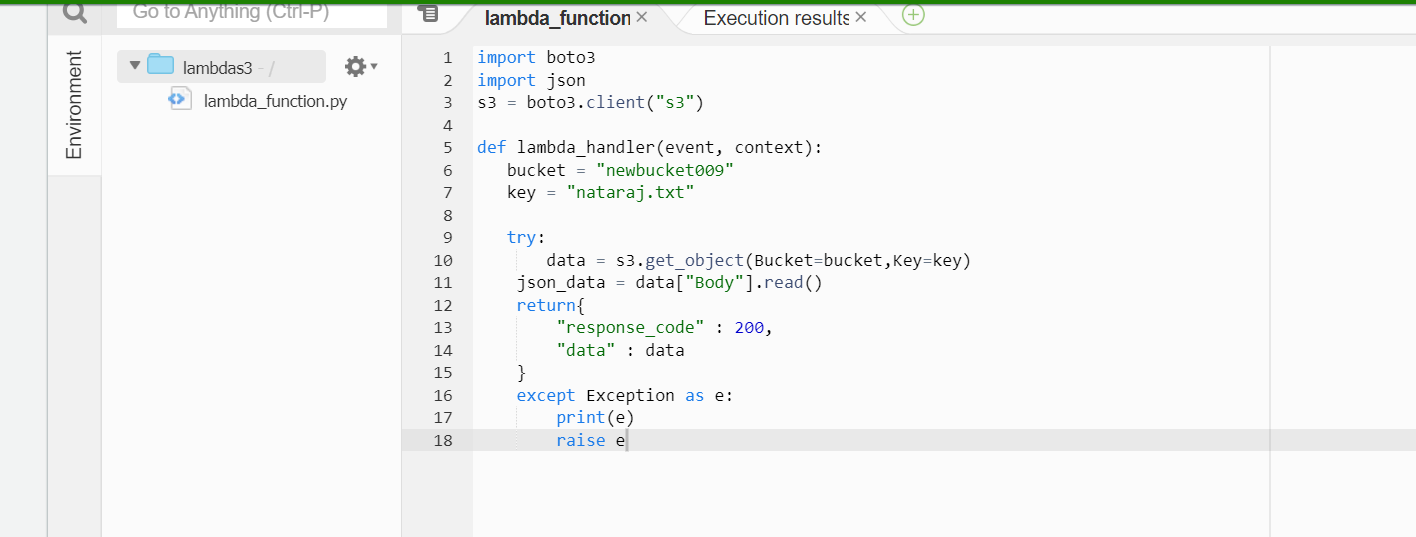 Go to Anything (Ctrl-P)
lambda_function × Execution results ×
Environment
lambdas3 - /
lambda_function.py
1 import boto3
2 import json
3 s3 = boto3.client("s3")
4
5 def lambda_handler(event, context):
6    bucket = "newbucket009"
7    key = "nataraj.txt"
8
9    try:
10        data = s3.get_object(Bucket=bucket,Key=key)
11     json_data = data["Body"].read()
12     return{
13         "response_code" : 200,
14         "data" : data
15     }
16     except Exception as e:
17         print(e)
18         raise e